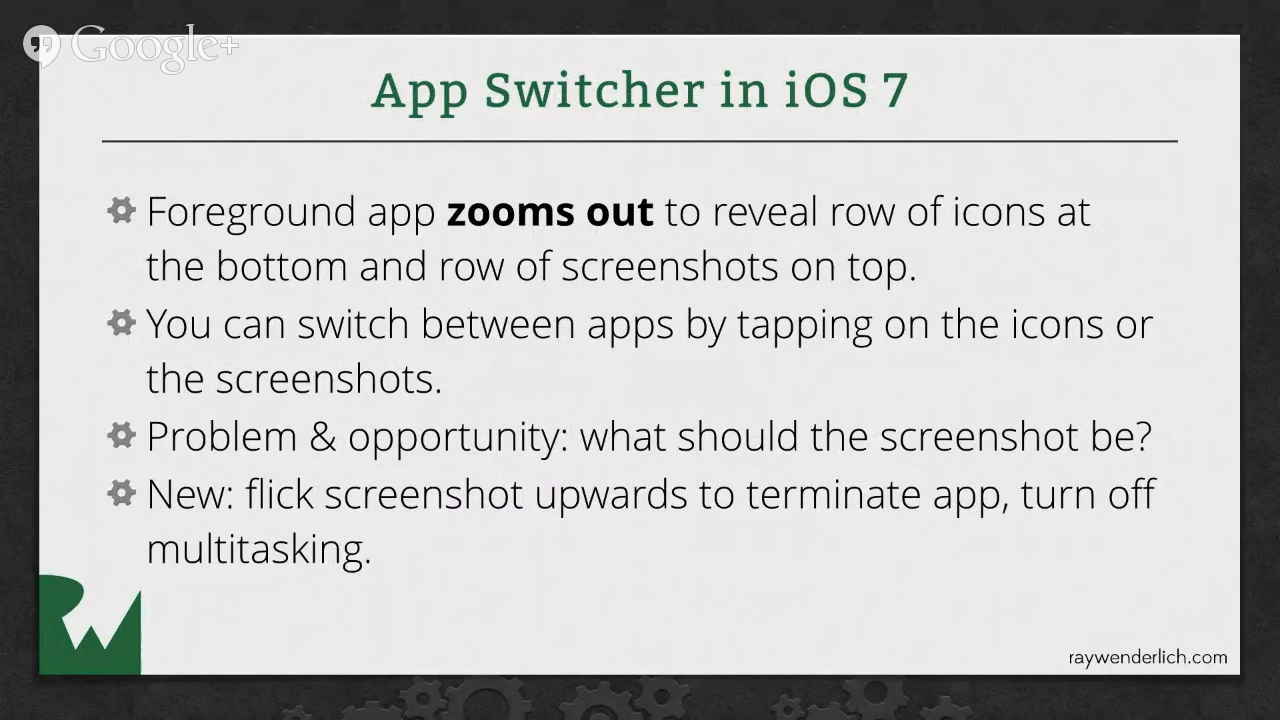 Google+
App Switcher in iOS 7
Foreground app zooms out to reveal row of icons at
the bottom and row of screenshots on top.
You can switch between apps by tapping on the icons or
the screenshots.
Problem & opportunity: what should the screenshot be?
New: flick screenshot upwards to terminate app, turn off
multitasking.
RW
raywenderlich.com